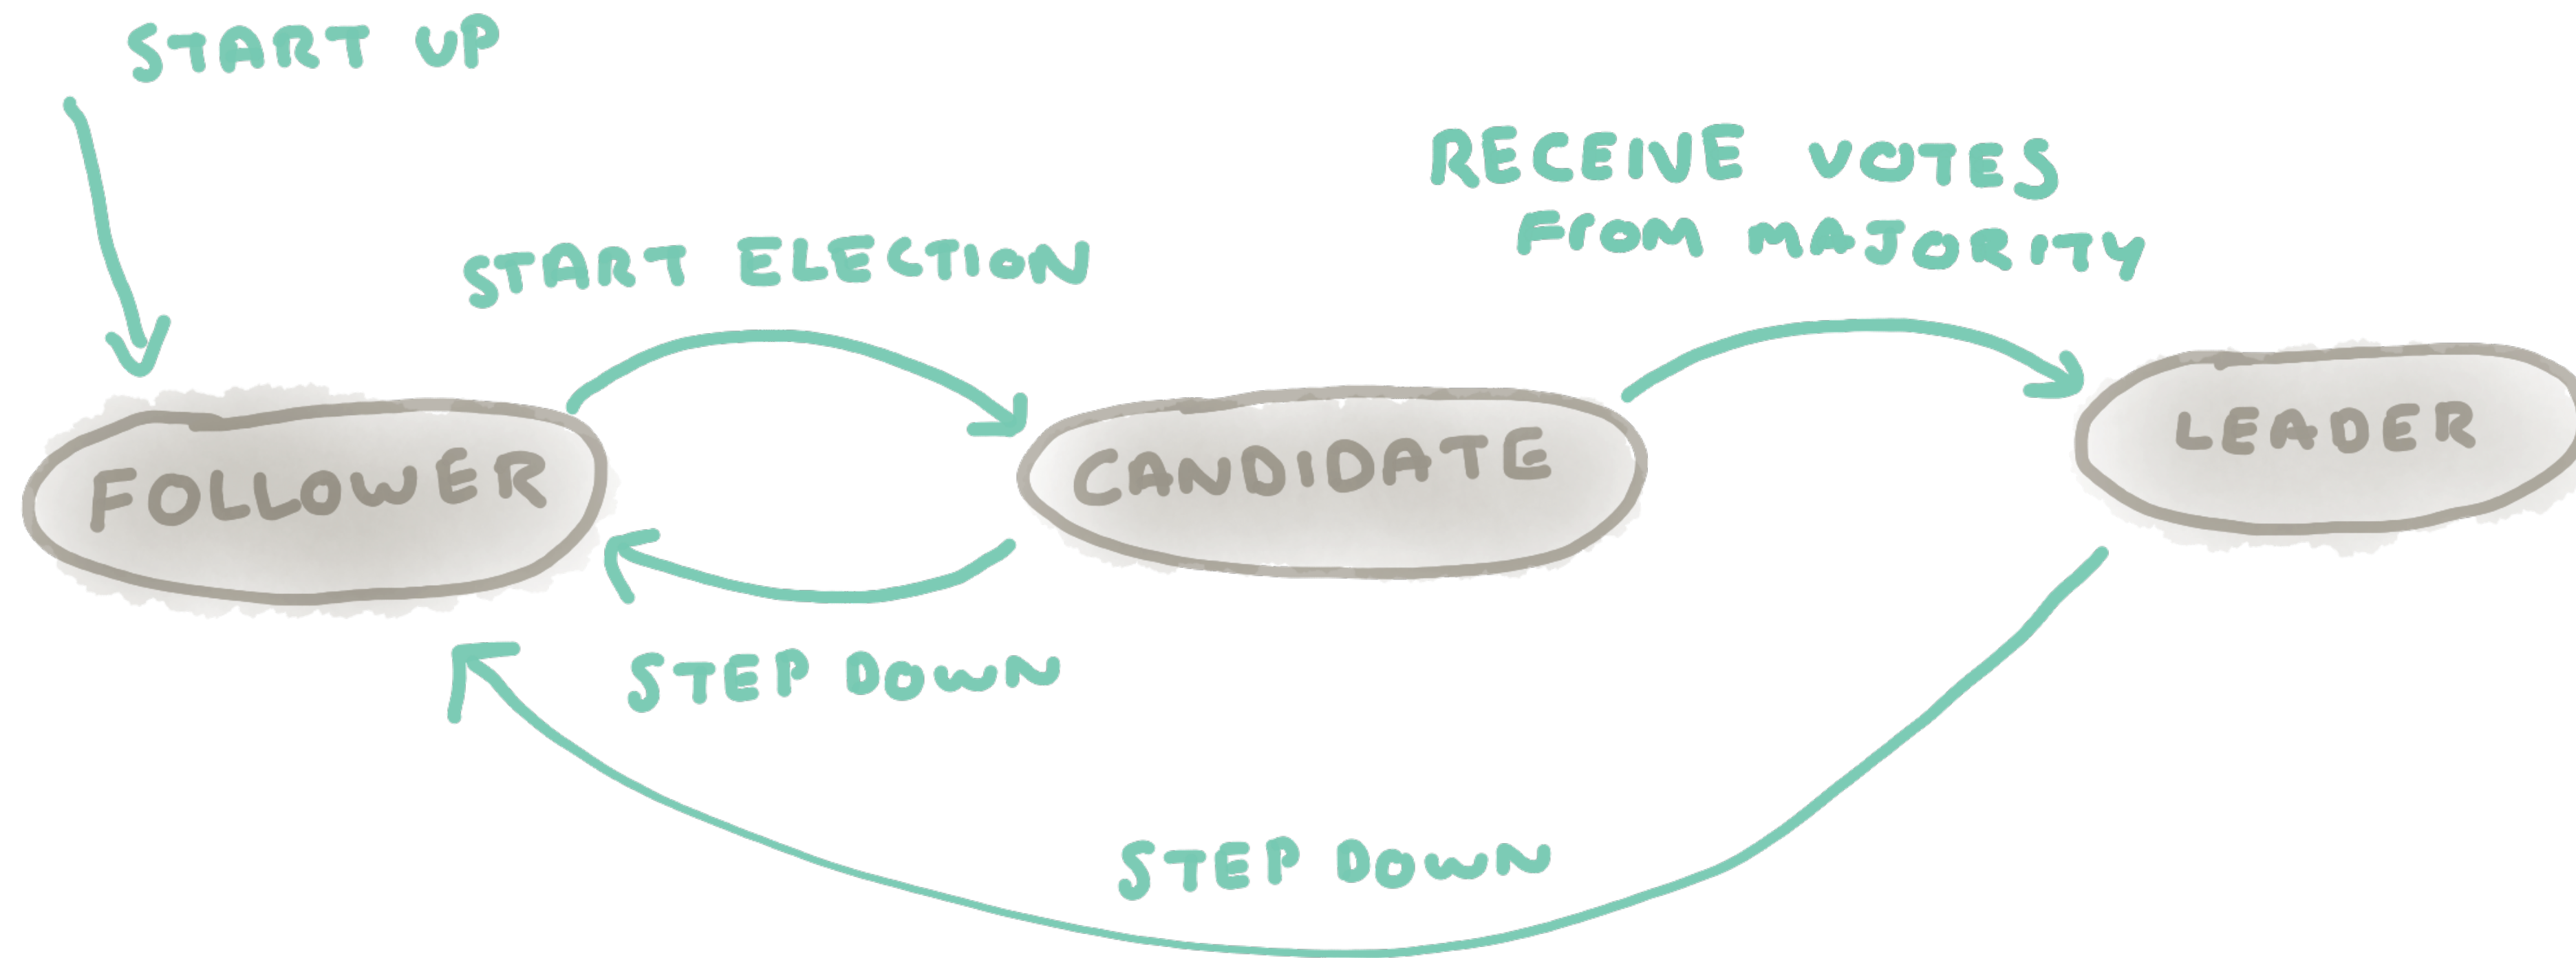 START UP
RECEIVE VOTES
FROM MAJORITY
START ELECTION
FOLLOWER
CANDIDATE
LEADER
STEP DOWN
STEP DOWN